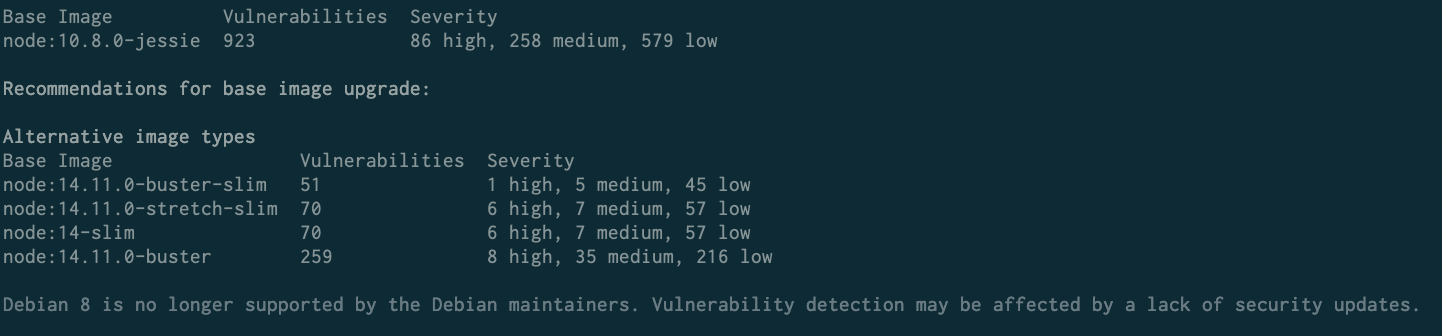 Base Image Vulnerabilities Severity
node:10.8.0-jessie 923 86 high, 258 medium, 579 low
Recommendations for base image upgrade:
Alternative image types
Base Image Vulnerabilities Severity
node:14.11.0-buster-slim 51 1 high, 5 medium, 45 low
node:14.11.0-stretch-slim 70 6 high, 7 medium, 57 low
node:14-slim 70 6 high, 7 medium, 57 low
node:14.11.0-buster 259 8 high, 35 medium, 216 low
Debian 8 is no longer supported by the Debian maintainers. Vulnerability detection may be affected by a lack of security updates.